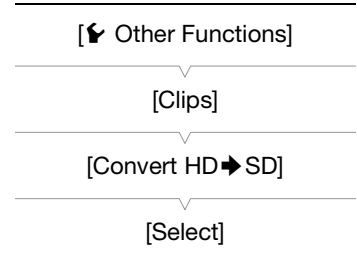 [ Other Functions]
[Clips]
[Convert HD➧SD]
[Select]